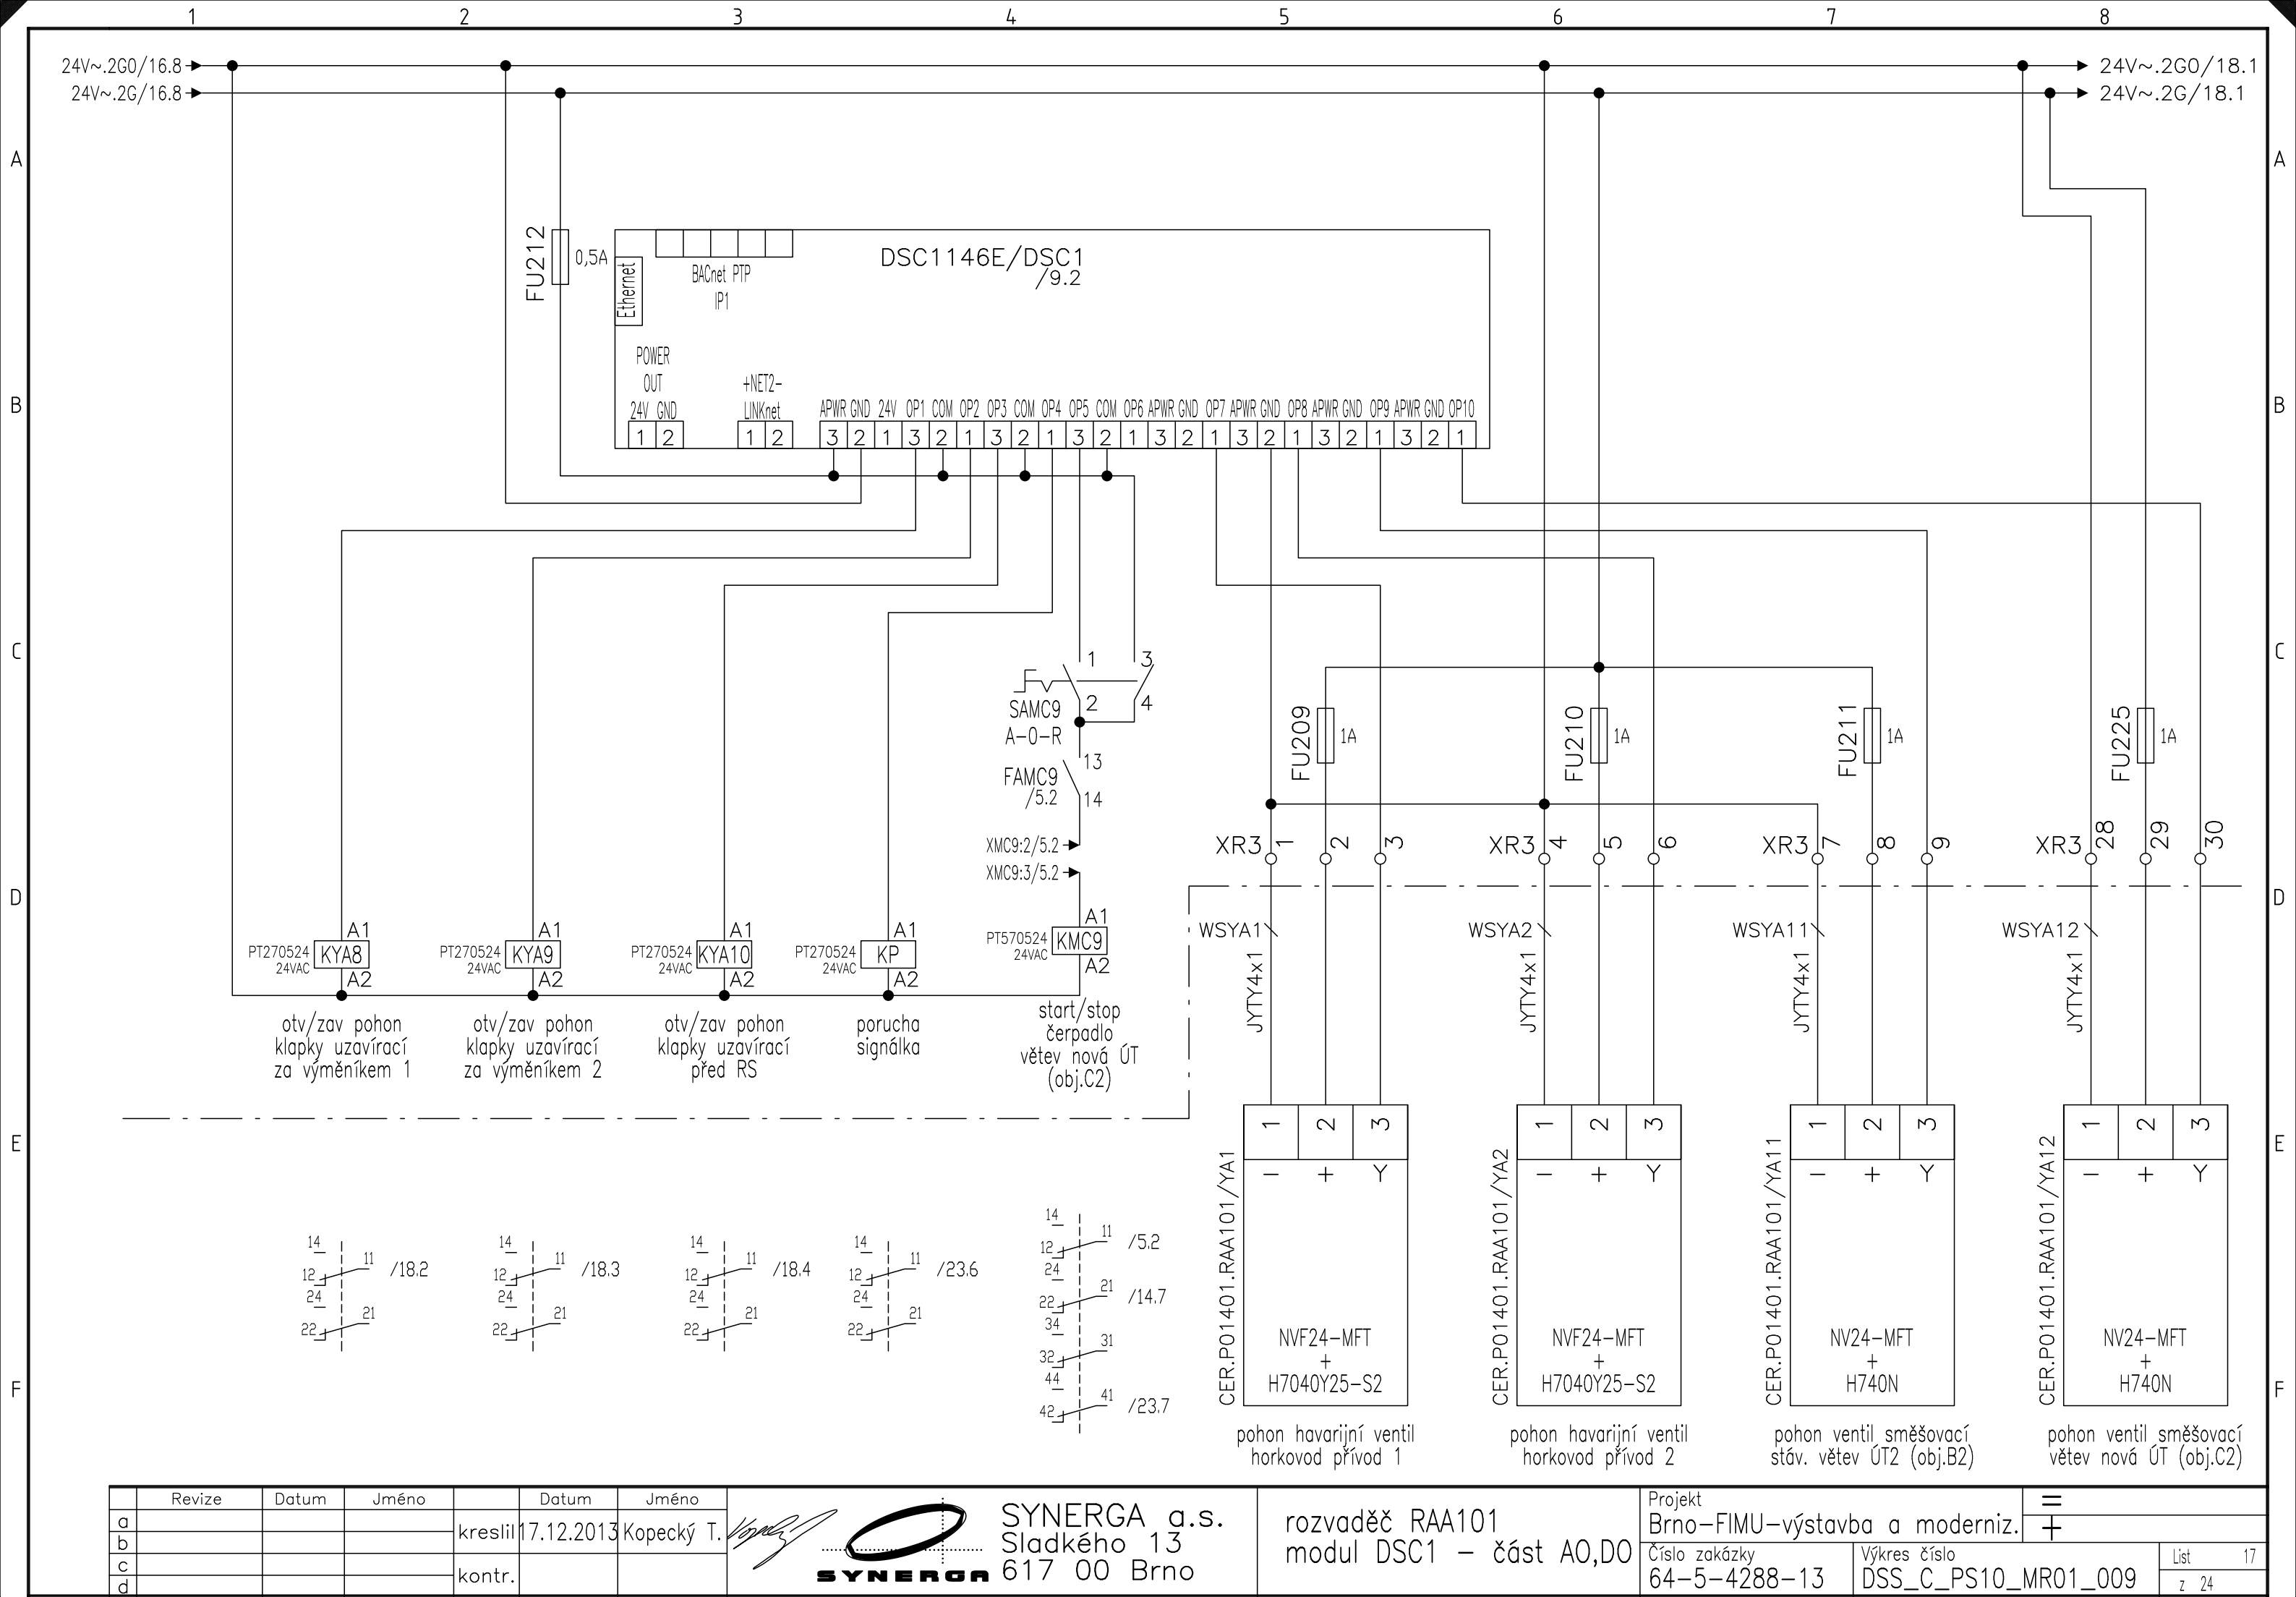 1 2 3 4 5 6 7 8
24V~.2G0/16.8
24V~.2G/16.8
24V~.2G0/18.1
24V~.2G/18.1
A
A
FU212
0,5A
Ethernet
BACnet PTP
IP1
DSC1146E/DSC1
/9.2
POWER
OUT
24V GND
+NET2-
LINKnet
B
B
APWR GND 24V OP1 COM OP2 OP3 COM OP4 OP5 COM OP6 APWR GND OP7 APWR GND OP8 APWR GND OP9 APWR GND OP10
1 2
1 2
3 2 1 3 2 1 3 2 1 3 2 1 3 2 1 3 2 1 3 2 1 3 2 1
C
C
1
3
2
4
SAMC9
A-0-R
13
FAMC9
/5.2
14
FU209
1A
FU210
1A
FU211
1A
FU225
1A
XMC9:2/5.2
XMC9:3/5.2
XR3 1 2 3
XR3 4 5 6
XR3 7 8 9
XR3 28 29 30
D
D
PT270524
24VAC
KYA8
A1
A2
PT270524
24VAC
KYA9
A1
A2
PT270524
24VAC
KYA10
A1
A2
PT270524
24VAC
KP
A1
A2
PT570524
24VAC
KMC9
A1
A2
WSYA1
JYTY4x1
WSYA2
JYTY4x1
WSYA11
JYTY4x1
WSYA12
JYTY4x1
otv/zav pohon
klapky uzavírací
za výměníkem 1
otv/zav pohon
klapky uzavírací
za výměníkem 2
otv/zav pohon
klapky uzavírací
před RS
porucha
signálka
start/stop
čerpadlo
větev nová ÚT
(obj.C2)
E
E
14
11
12
24
21
22
/18.2
14
11
12
24
21
22
/18.3
14
11
12
24
21
22
/18.4
14
11
12
24
21
22
/23.6
14
11
/5.2
12
24
21
/14.7
22
34
31
32
44
41
/23.7
42
F
F
CER.P01401.RAA101/YA1
1 2 3
- + Y
NVF24-MFT
+
H7040Y25-S2
pohon havarijní ventil
horkovod přívod 1
CER.P01401.RAA101/YA2
1 2 3
- + Y
NVF24-MFT
+
H7040Y25-S2
pohon havarijní ventil
horkovod přívod 2
CER.P01401.RAA101/YA11
1 2 3
- + Y
NV24-MFT
+
H740N
pohon ventil směšovací
stáv. větev ÚT2 (obj.B2)
CER.P01401.RAA101/YA12
1 2 3
- + Y
NV24-MFT
+
H740N
pohon ventil směšovací
větev nová ÚT (obj.C2)
Revize Datum Jméno Datum Jméno
a
b
c
d
kreslil 17.12.2013 Kopecký T.
kontr.
SYNERGA
SYNERGA a.s.
Sladkého 13
617 00 Brno
rozvaděč RAA101
modul DSC1 - část AO,DO
Projekt
Brno-FIMU-výstavba a moderniz.
=
+
Číslo zakázky
64-5-4288-13
Výkres číslo
DSS_C_PS10_MR01_009
List 17
z 24